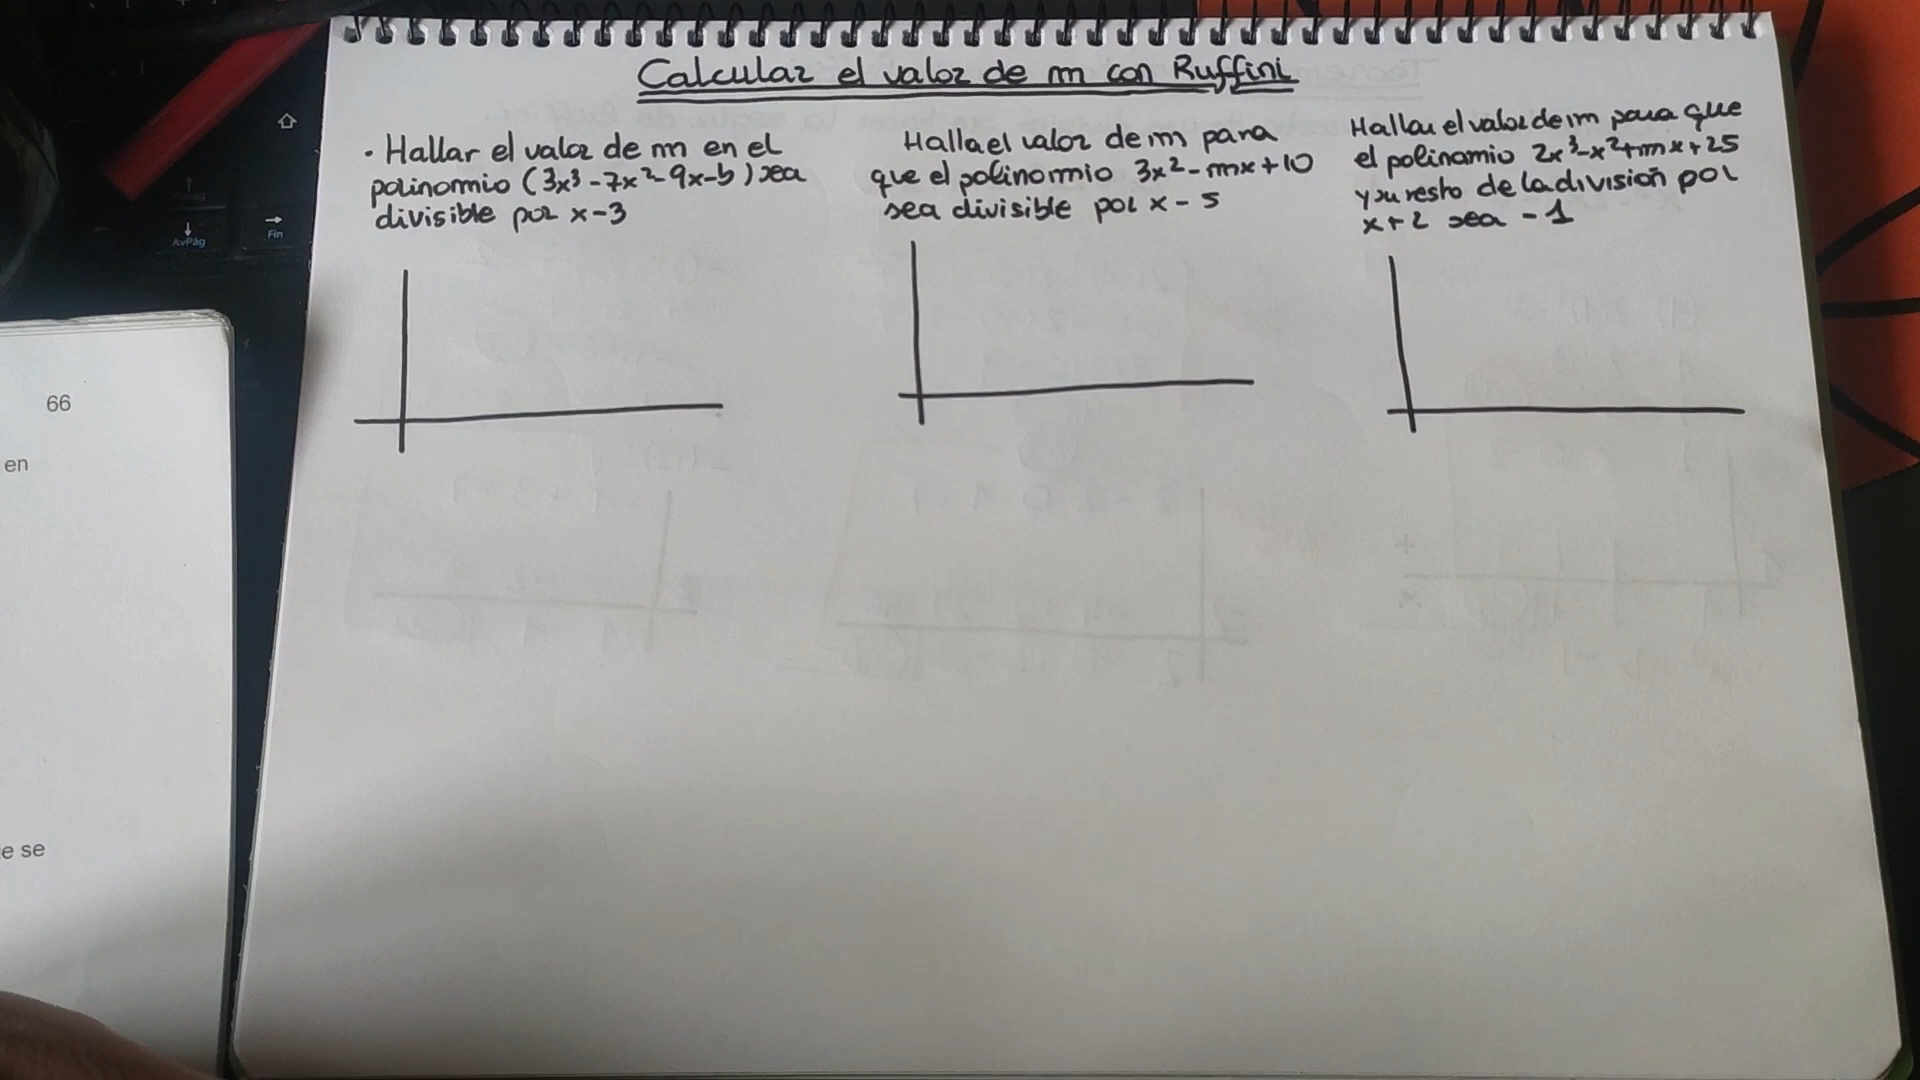 Calcular el valor de m con Ruffini
· Hallar el valor de m en el
polinomio (3x³-7x²-9x-b) sea
divisible por x-3
Halla el valor de m para
que el polinomio 3x²-mx+10
sea divisible por x-5
Hallar el valor de m para que
el polinomio 2x³-x²+mx+25
y su resto de la división por
x+2 sea -1
66
en
e se
AvPág
Fin